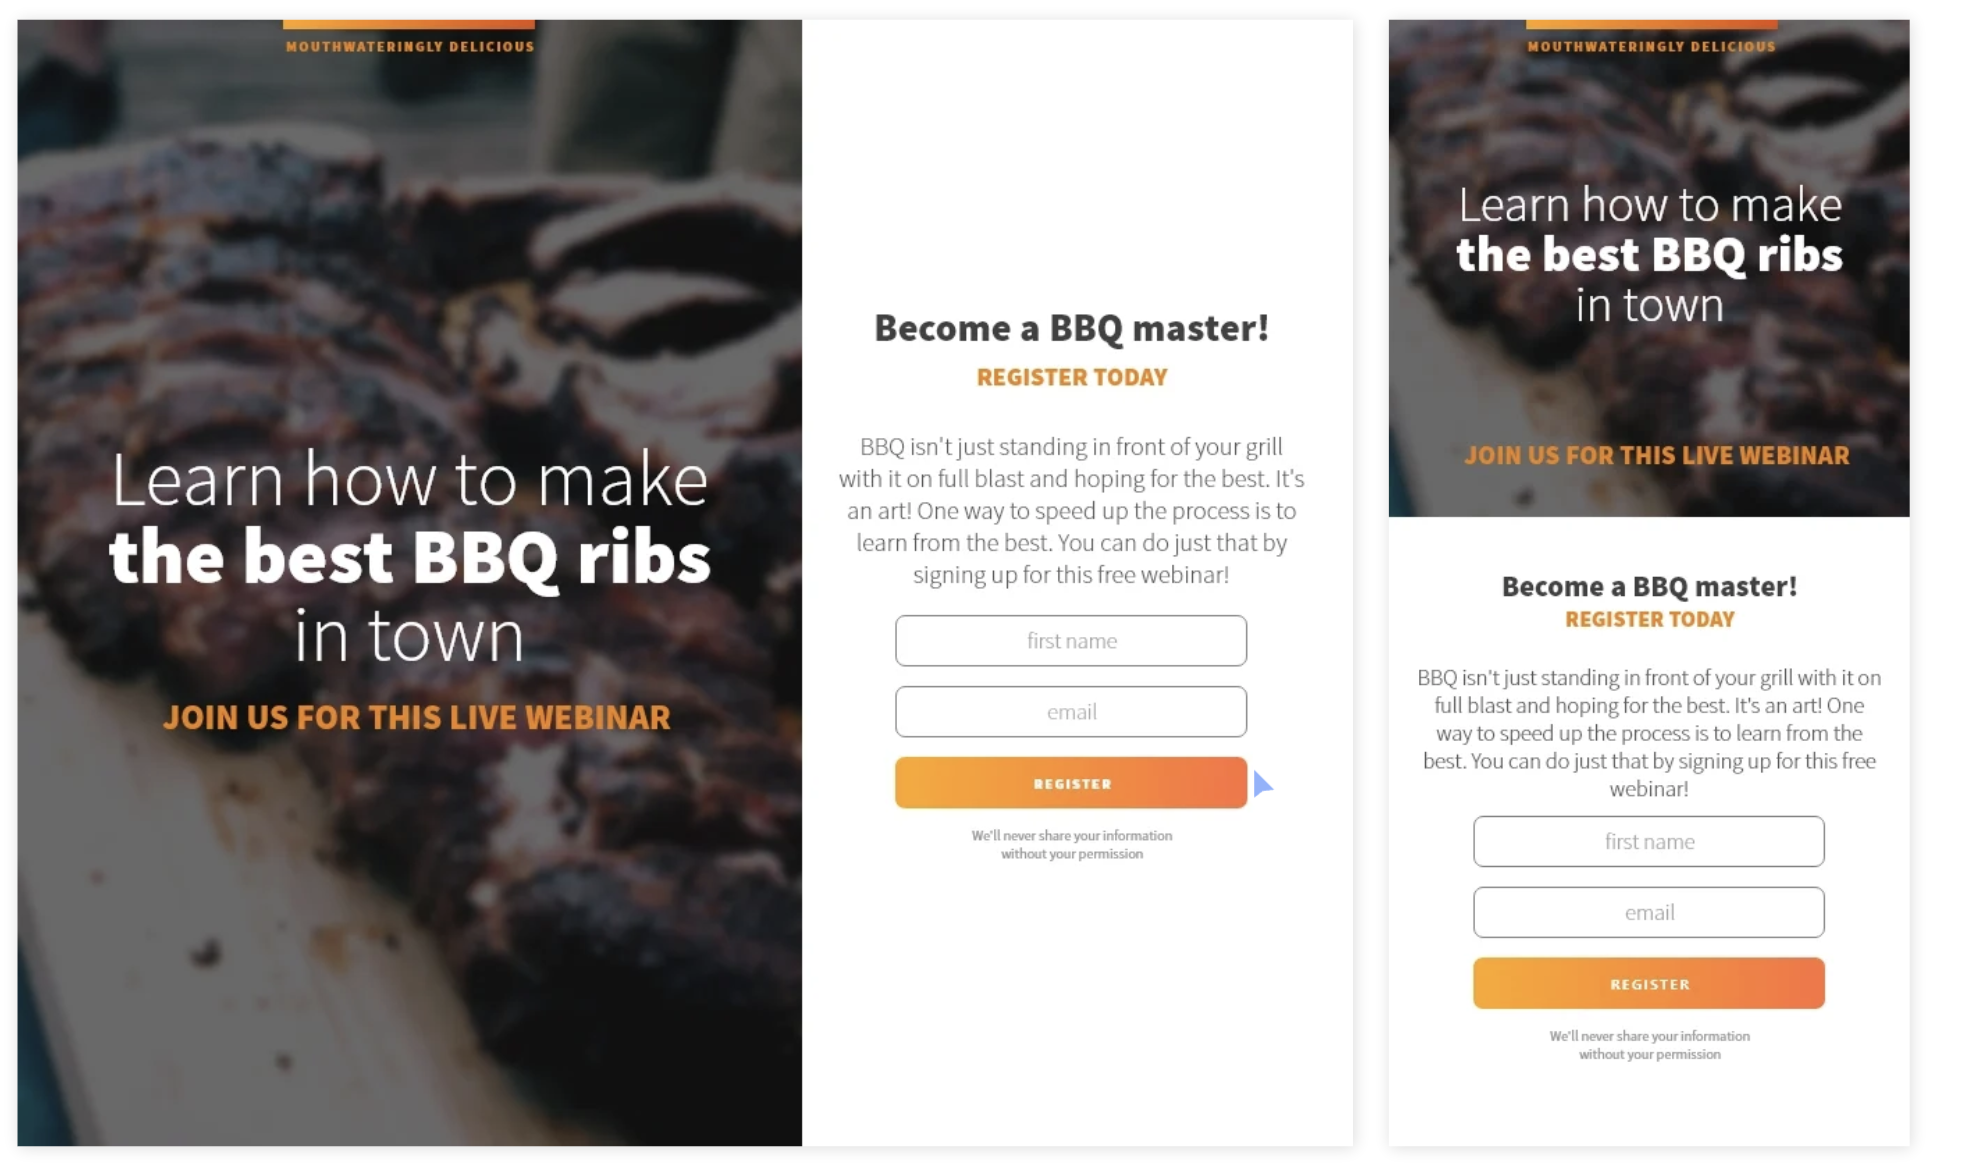 MOUTHWATERINGLY DELICIOUS
Learn how to make
the best BBQ ribs
in town
JOIN US FOR THIS LIVE WEBINAR
Become a BBQ master!
REGISTER TODAY
BBQ isn't just standing in front of your grill
with it on full blast and hoping for the best. It's
an art! One way to speed up the process is to
learn from the best. You can do just that by
signing up for this free webinar!
first name
email
REGISTER
We'll never share your information
without your permission
MOUTHWATERINGLY DELICIOUS
Learn how to make
the best BBQ ribs
in town
JOIN US FOR THIS LIVE WEBINAR
Become a BBQ master!
REGISTER TODAY
BBQ isn't just standing in front of your grill with it on
full blast and hoping for the best. It's an art! One
way to speed up the process is to learn from the
best. You can do just that by signing up for this free
webinar!
first name
email
REGISTER
We'll never share your information
without your permission